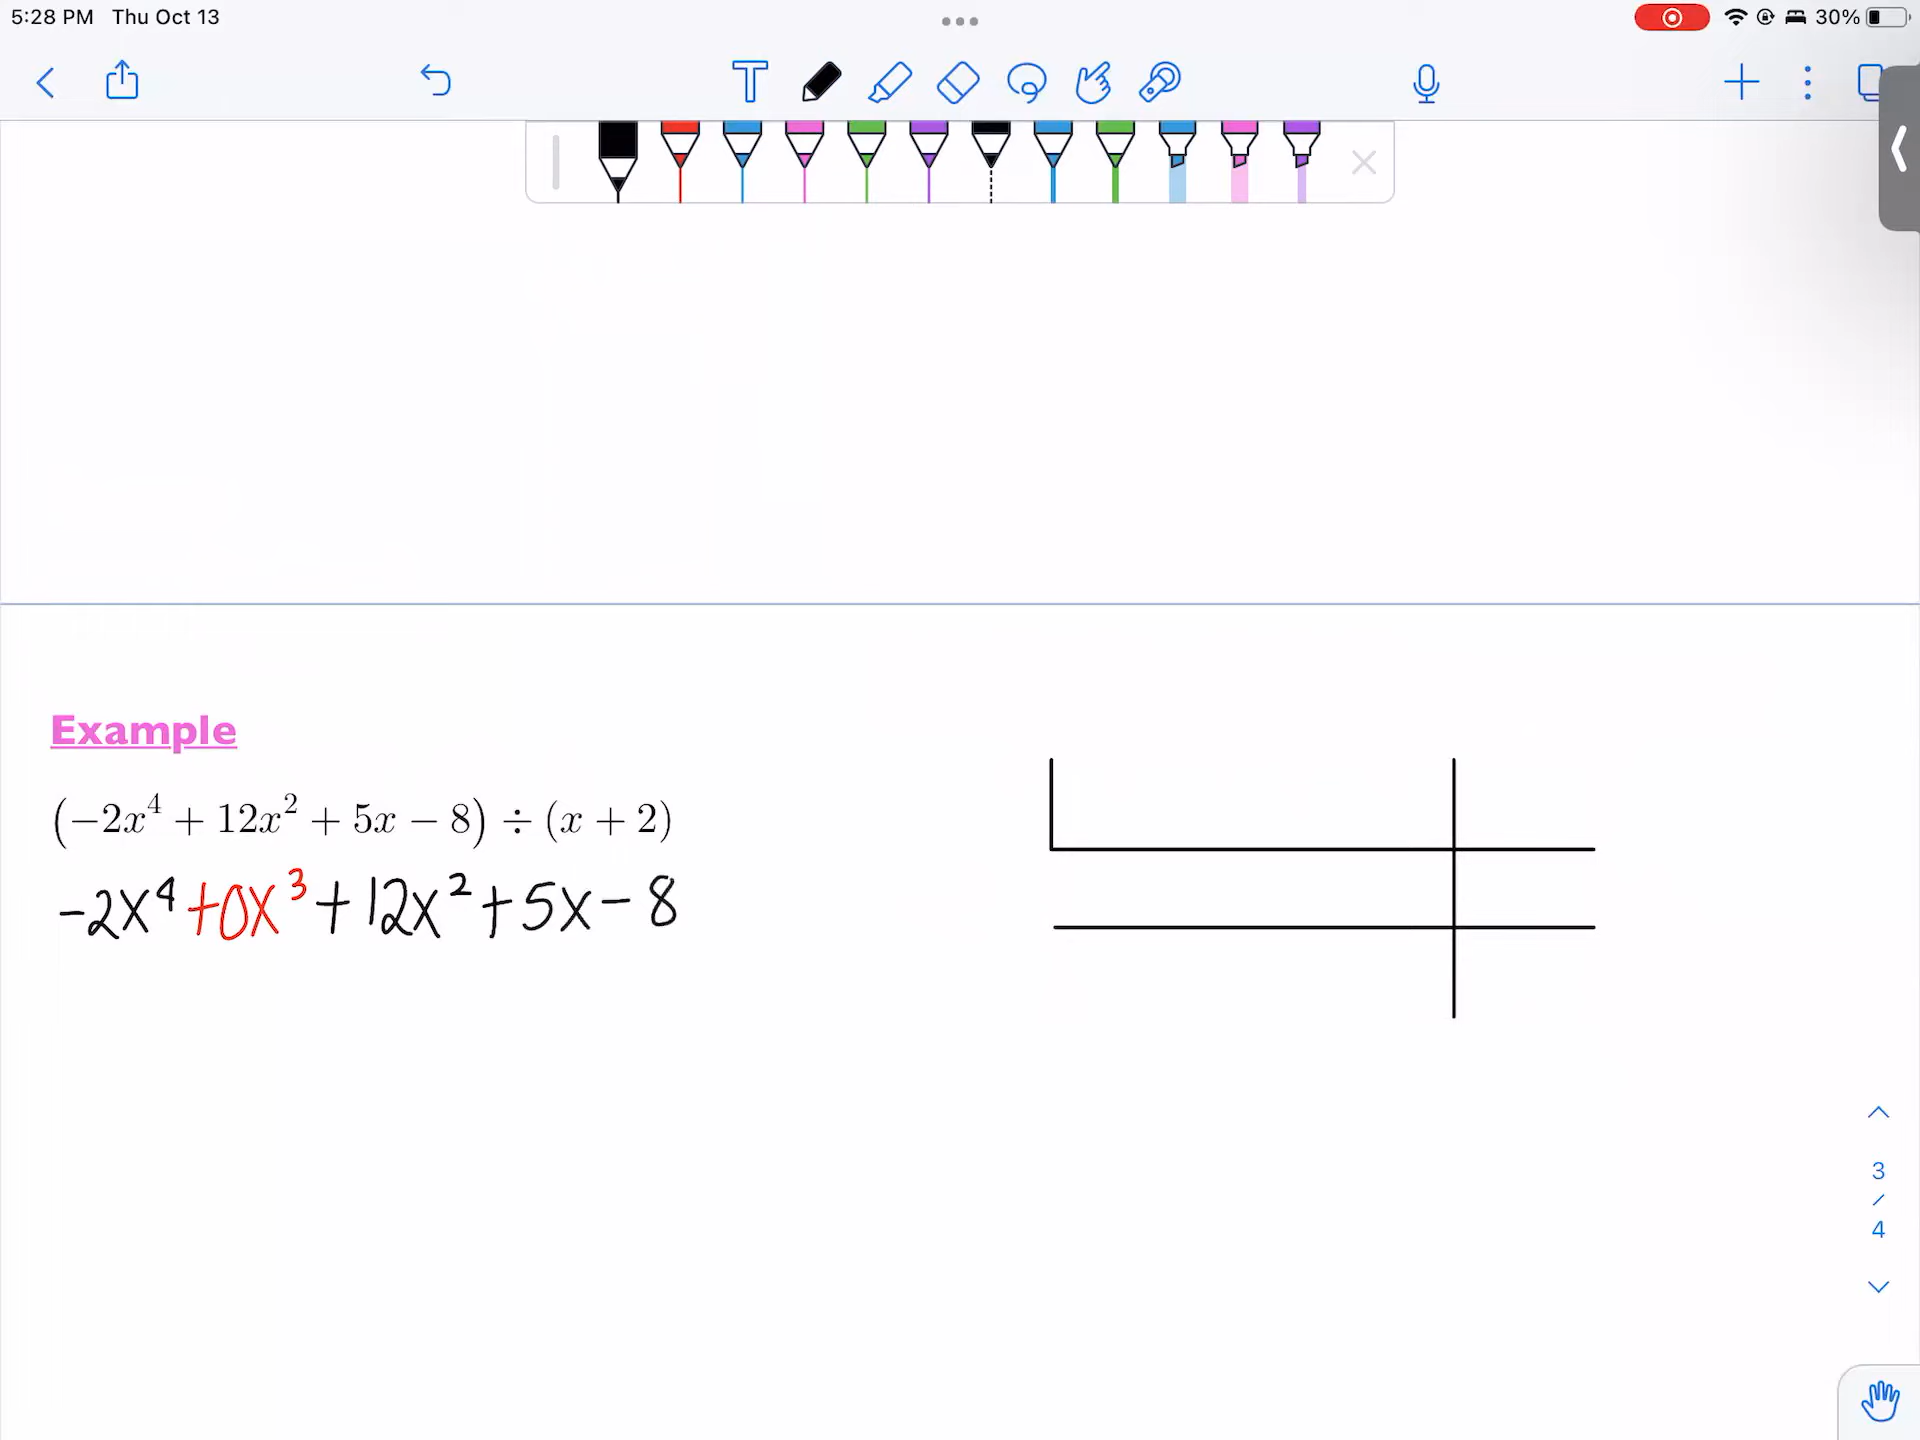 5:28 PM Thu Oct 13 30%
T
Example
(−2x⁴ + 12x² + 5x − 8) ÷ (x + 2)
-2x⁴ +0x³ + 12x² + 5x - 8
3
/
4